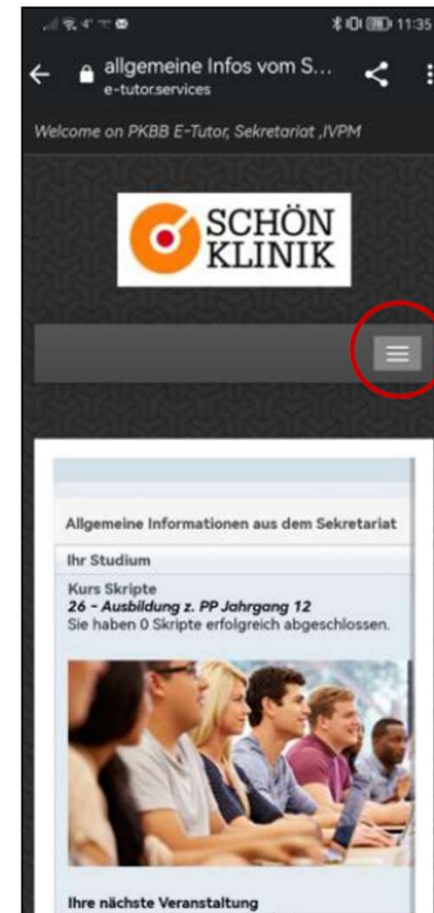 11:35
allgemeine Infos vom S...
e-tutor.services
Welcome on PKBB E-Tutor, Sekretariat ,IVPM
SCHÖN
KLINIK
Allgemeine Informationen aus dem Sekretariat
Ihr Studium
Kurs Skripte
26 - Ausbildung z. PP Jahrgang 12
Sie haben 0 Skripte erfolgreich abgeschlossen.
Ihre nächste Veranstaltung